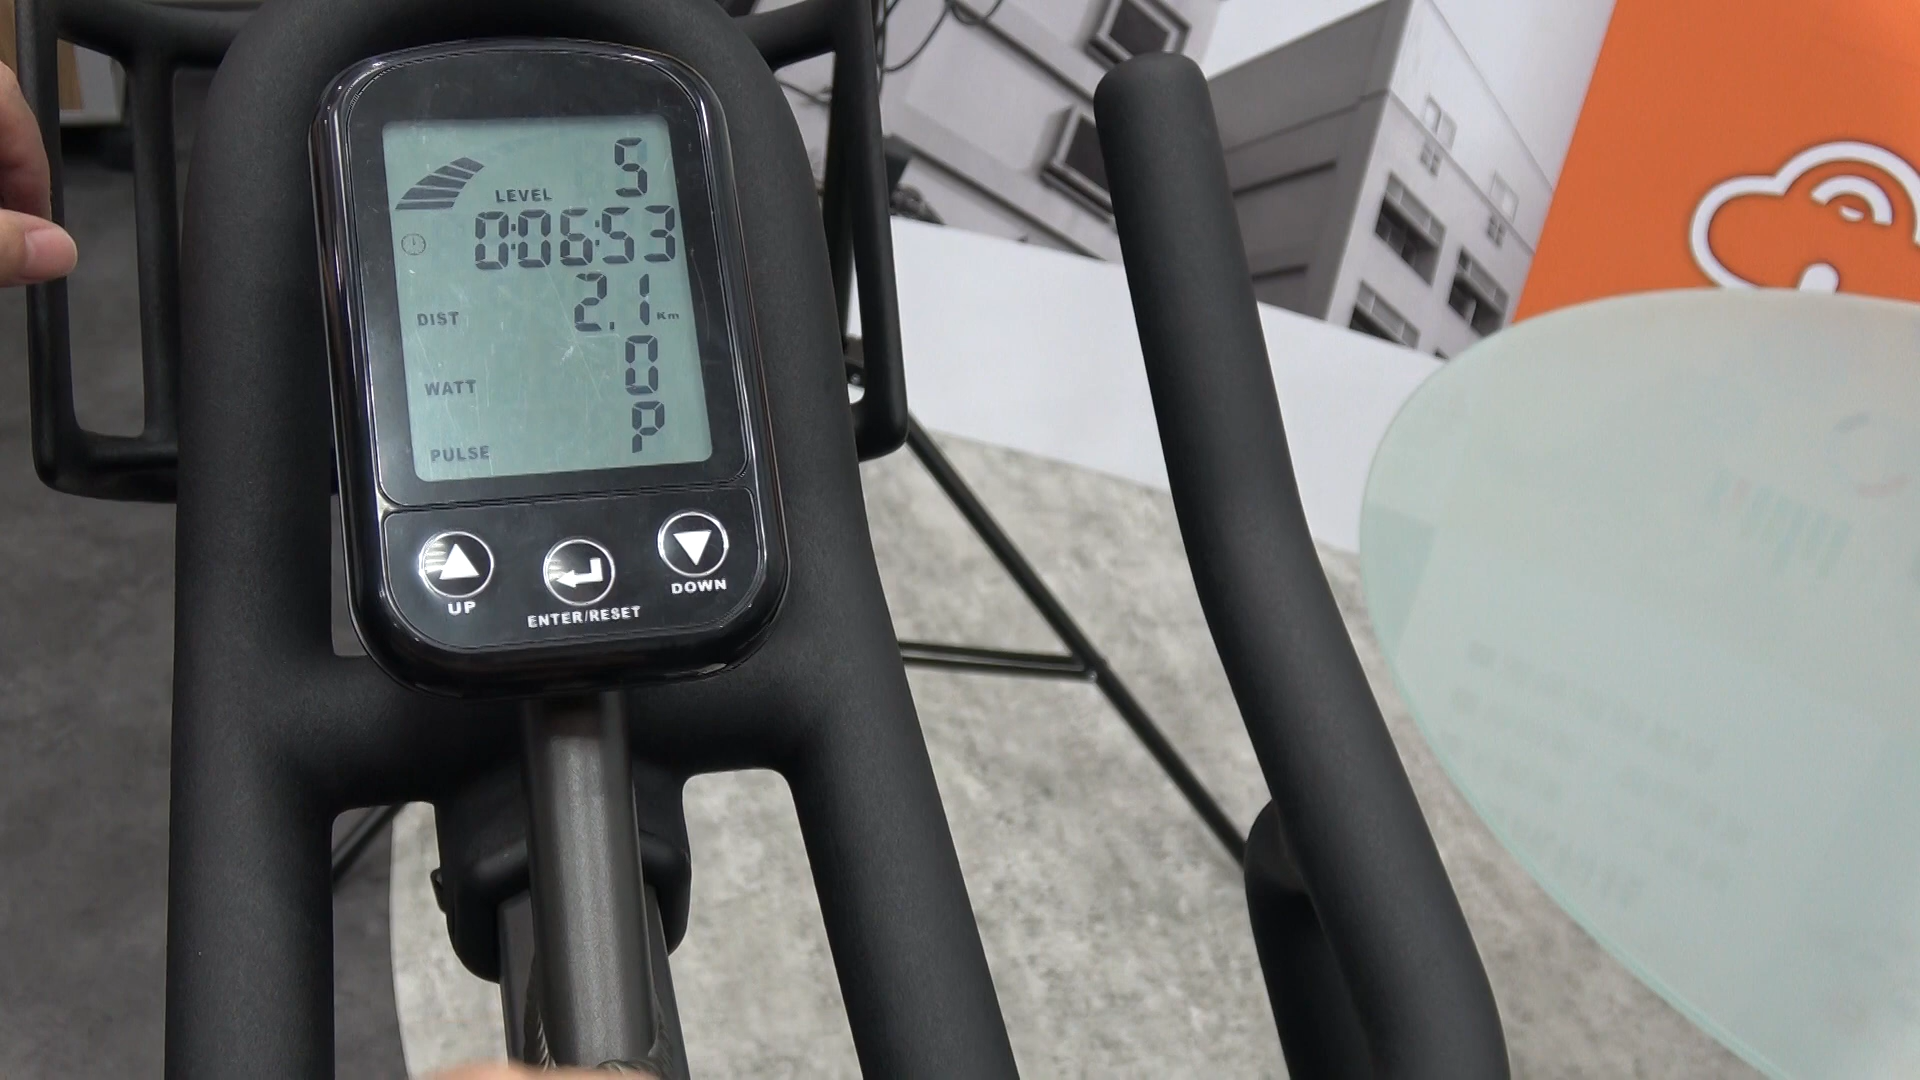 5
LEVEL
0:06:53
DIST 2.1 Km
WATT 0
PULSE P
UP
ENTER/RESET
DOWN